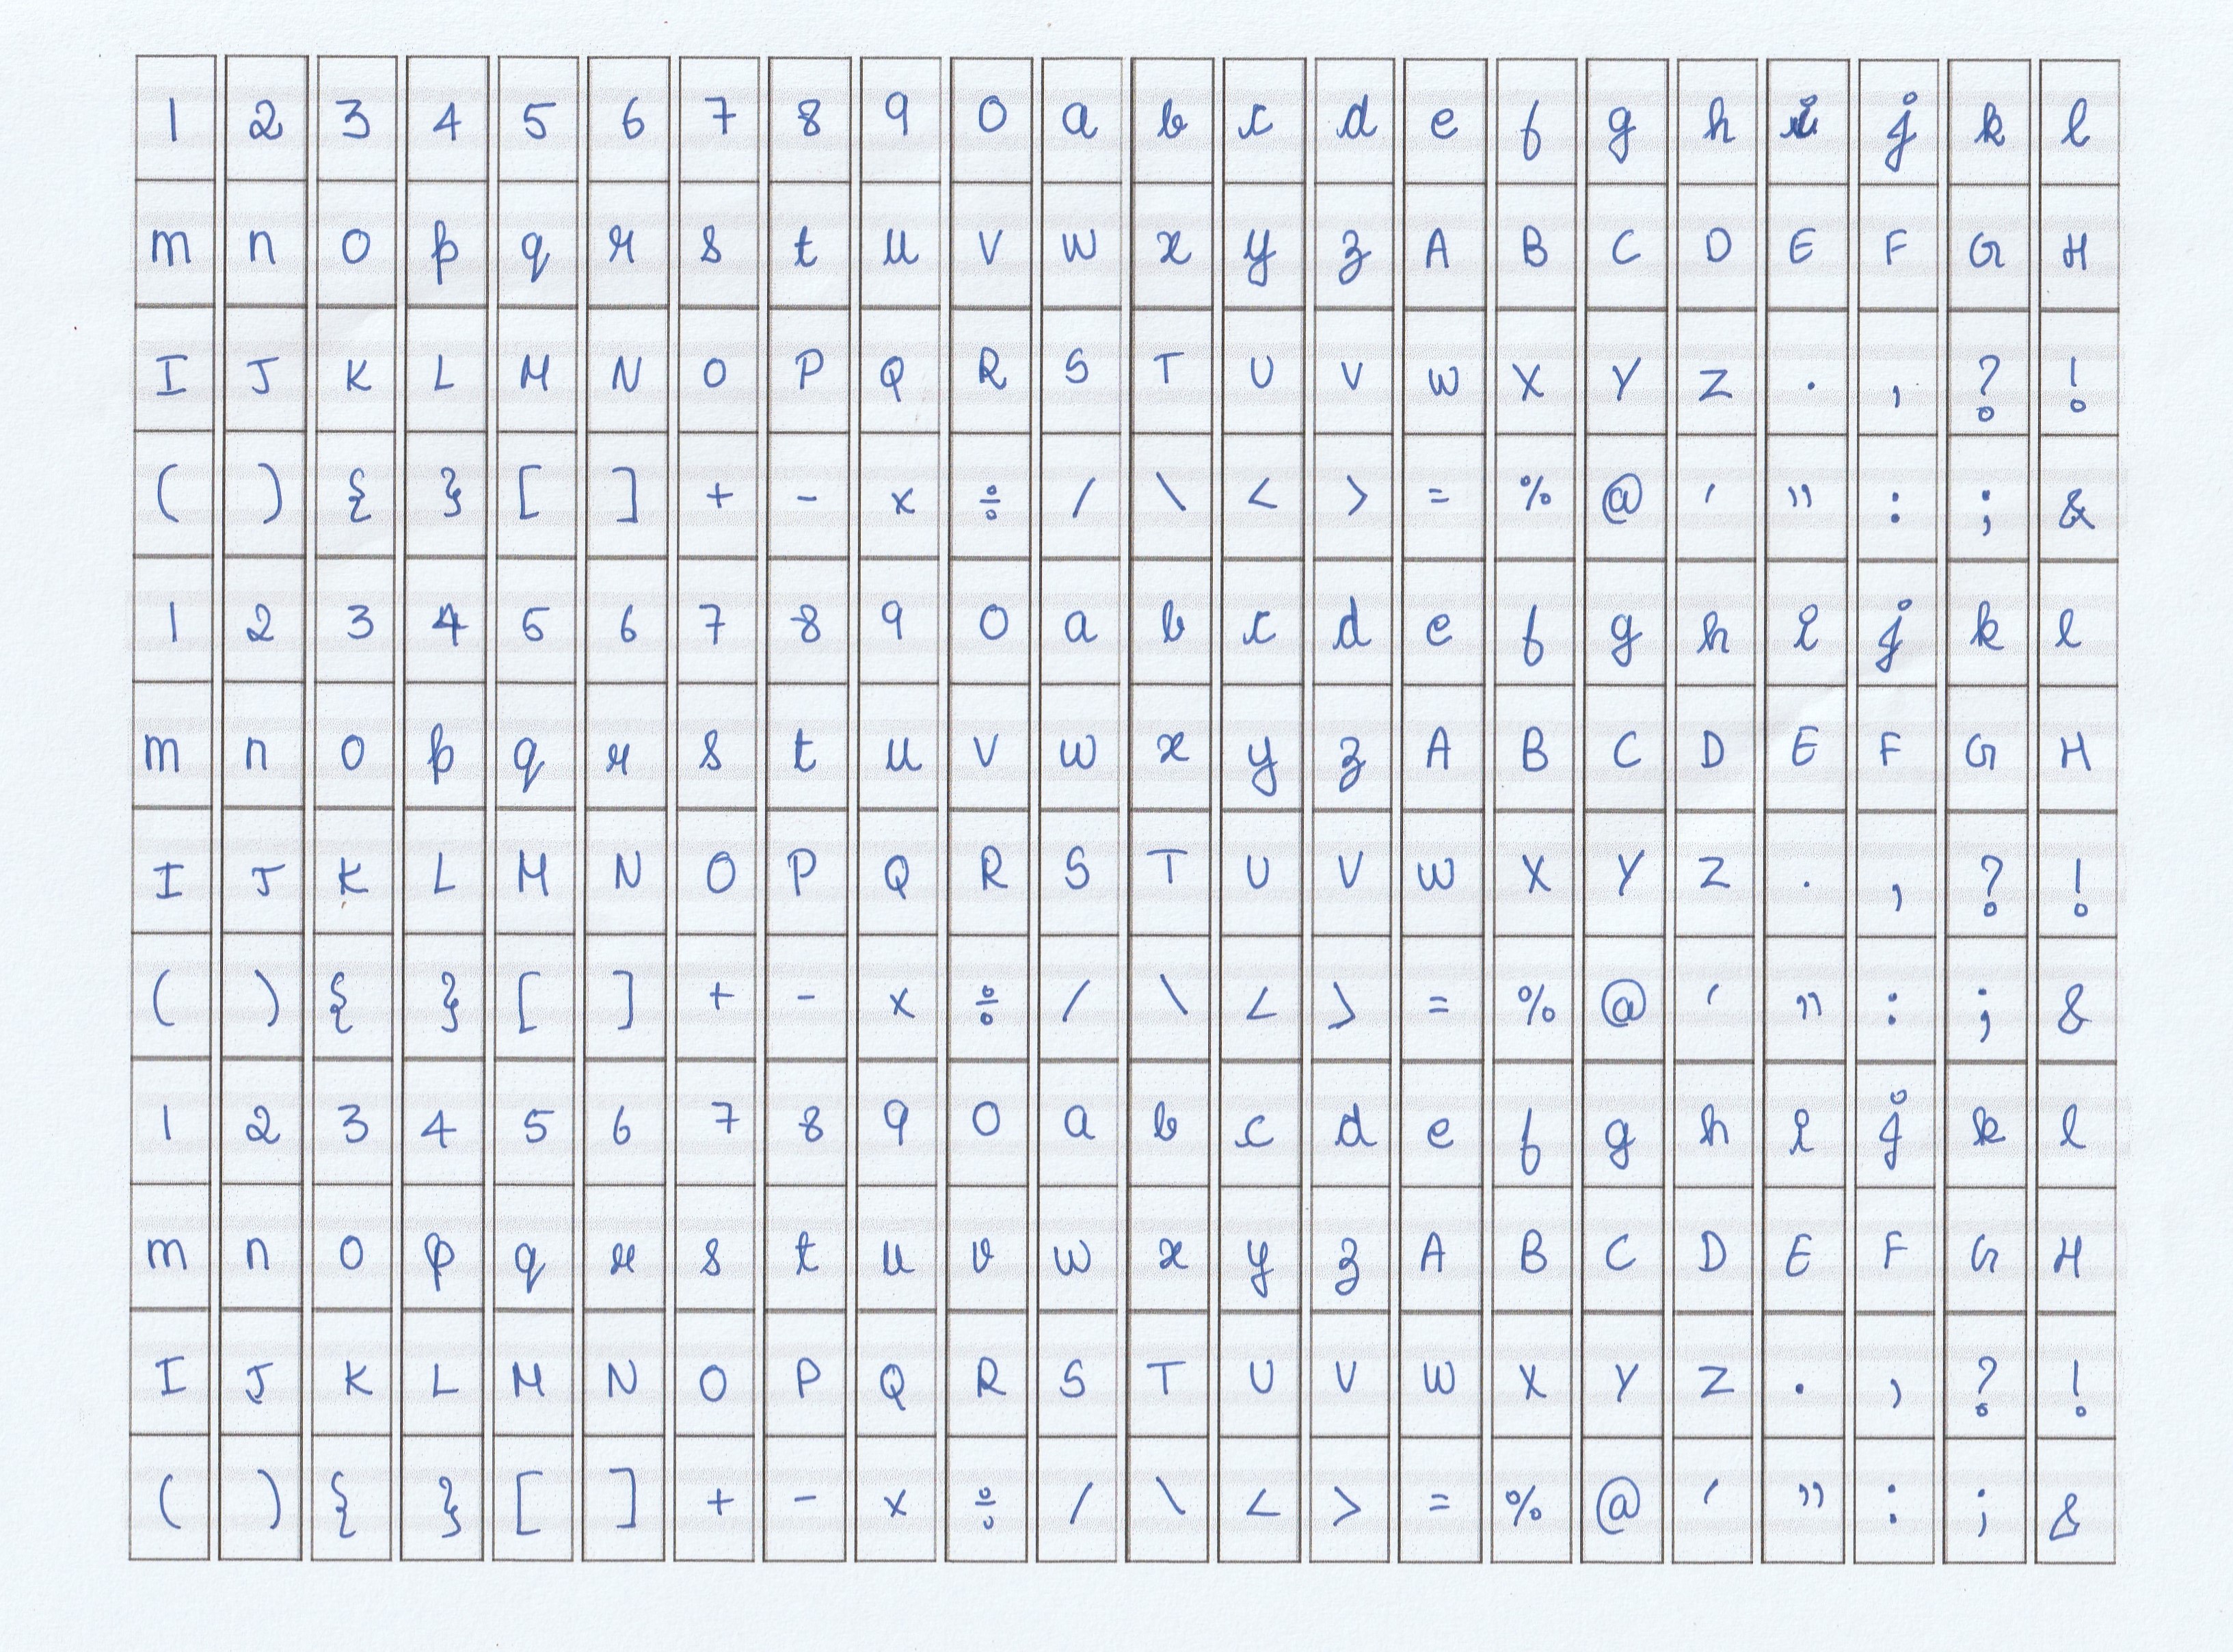 1 2 3 4 5 6 7 8 9 0 a b c d e f g h i j k l
m n o p q r s t u v w x y z A B C D E F G H
I J K L M N O P Q R S T U V W X Y Z . , ? !
( ) { } [ ] + - x ÷ / \ < > = % @ ' " : ; &
1 2 3 4 5 6 7 8 9 0 a b c d e f g h i j k l
m n o p q r s t u v w x y z A B C D E F G H
I J K L M N O P Q R S T U V W X Y Z . , ? !
( ) { } [ ] + - x ÷ / \ < > = % @ ' " : ; &
1 2 3 4 5 6 7 8 9 0 a b c d e f g h i j k l
m n o p q r s t u v w x y z A B C D E F G H
I J K L M N O P Q R S T U V W X Y Z . , ? !
( ) { } [ ] + - x ÷ / \ < > = % @ ' " : ; &